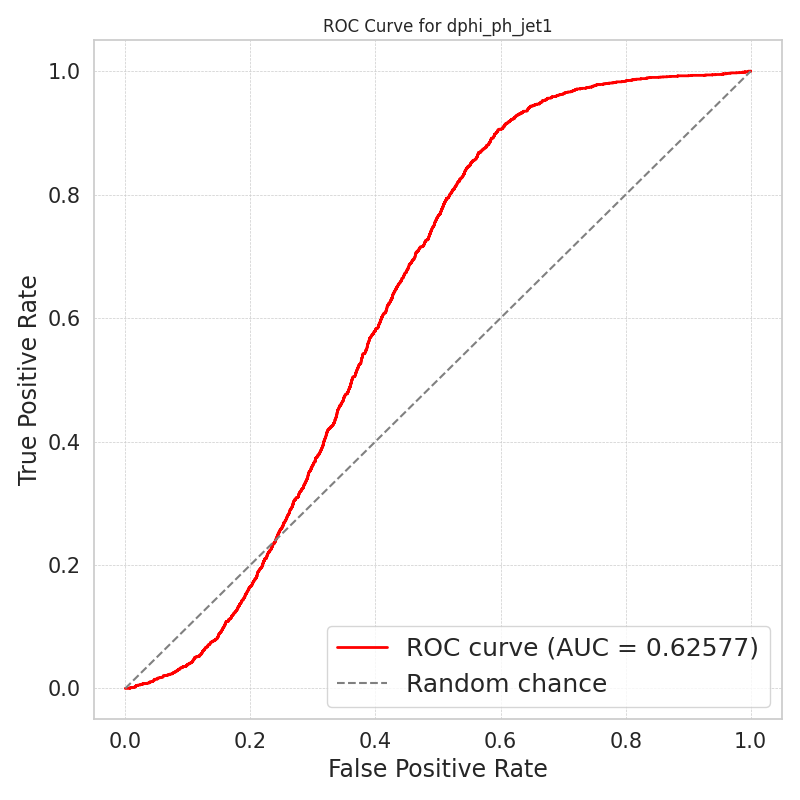 ROC Curve for dphi_ph_jet1
True Positive Rate
1.0
0.8
0.6
0.4
0.2
0.0
ROC curve (AUC = 0.62577)
Random chance
0.0 0.2 0.4 0.6 0.8 1.0
False Positive Rate